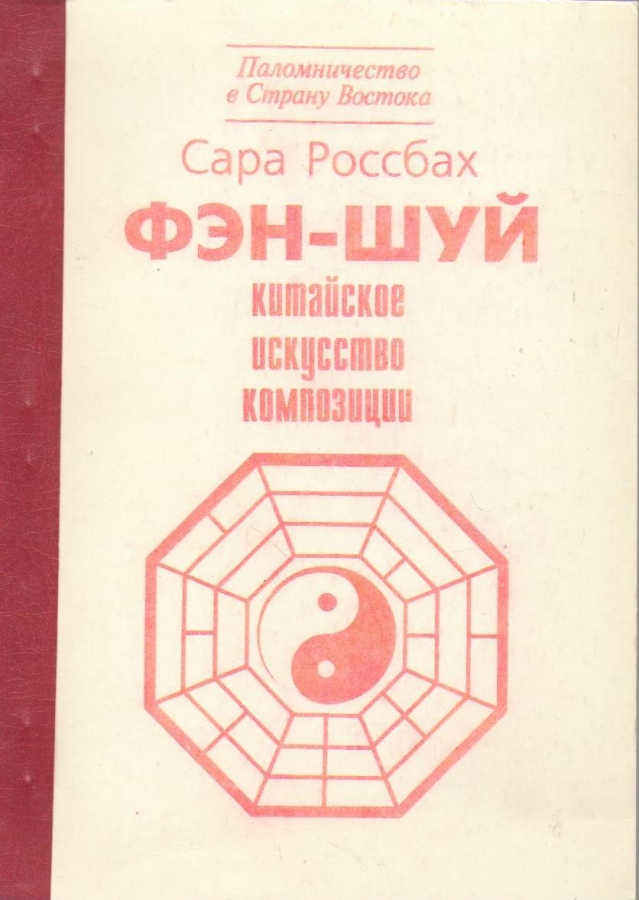 Паломничество
в Страну Востока
Сара Россбах
ФЭН-ШУЙ
китайское
искусство
композиции